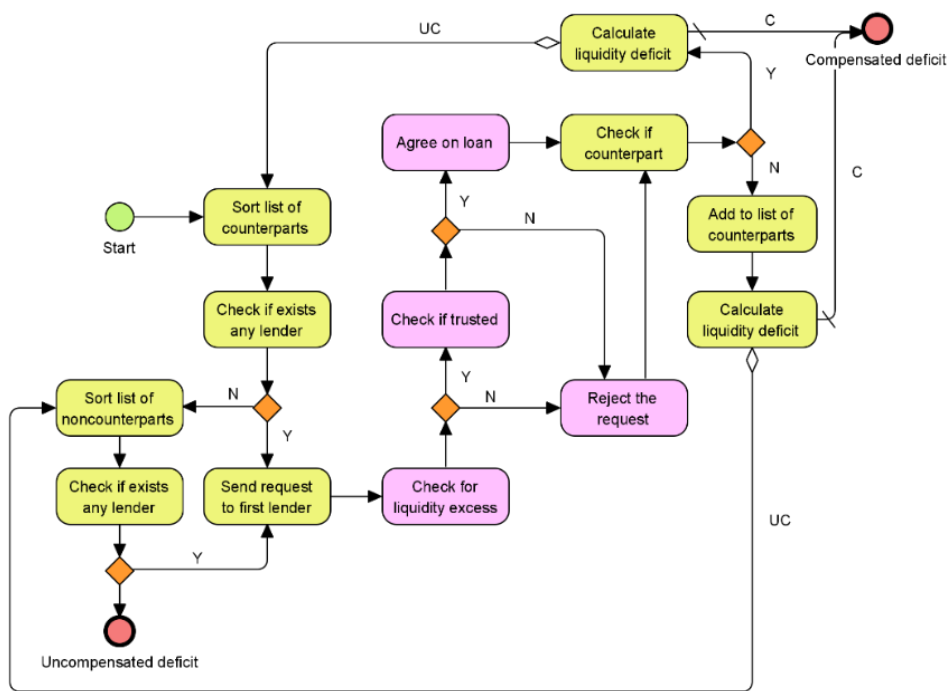 UC
Calculate
liquidity deficit
C
Compensated deficit
Y
Agree on loan
Check if
counterpart
N
C
Sort list of
counterparts
Start
Y
N
Add to list of
counterparts
Check if exists
any lender
Check if trusted
Calculate
liquidity deficit
Sort list of
noncounterparts
N
Y
Y
N
Reject the
request
Check if exists
any lender
Send request
to first lender
Check for
liquidity excess
UC
Y
Uncompensated deficit